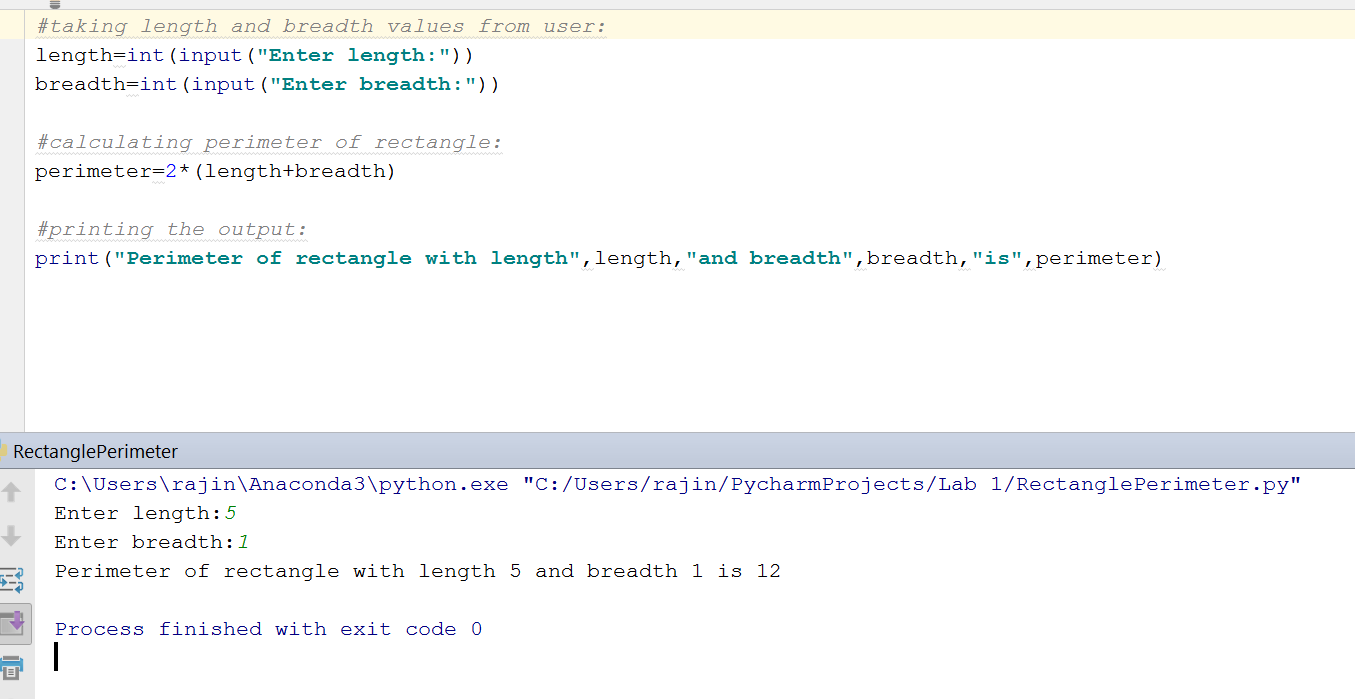 #taking length and breadth values from user:
length=int(input("Enter length:"))
breadth=int(input("Enter breadth:"))
#calculating perimeter of rectangle:
perimeter=2*(length+breadth)
#printing the output:
print("Perimeter of rectangle with length",length,"and breadth",breadth,"is",perimeter)
RectanglePerimeter
C:\Users\rajin\Anaconda3\python.exe "C:/Users/rajin/PycharmProjects/Lab 1/RectanglePerimeter.py"
Enter length:5
Enter breadth:1
Perimeter of rectangle with length 5 and breadth 1 is 12
Process finished with exit code 0